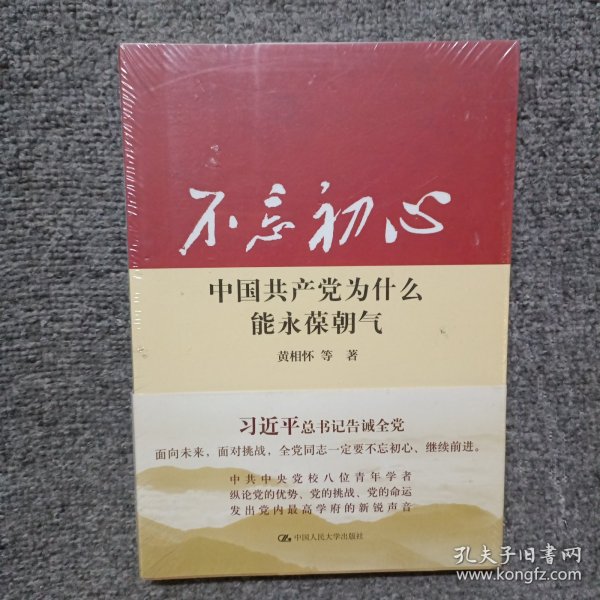 不忘初心
中国共产党为什么
能永葆朝气
黄相怀 等 著
习近平总书记告诫全党
面向未来，面对挑战，全党同志一定要不忘初心、继续前进。
中共中央党校八位青年学者
纵论党的优势、党的挑战、党的命运
发出党内最高学府的新锐声音
中国人民大学出版社
孔夫子旧书网
www.kongfz.com